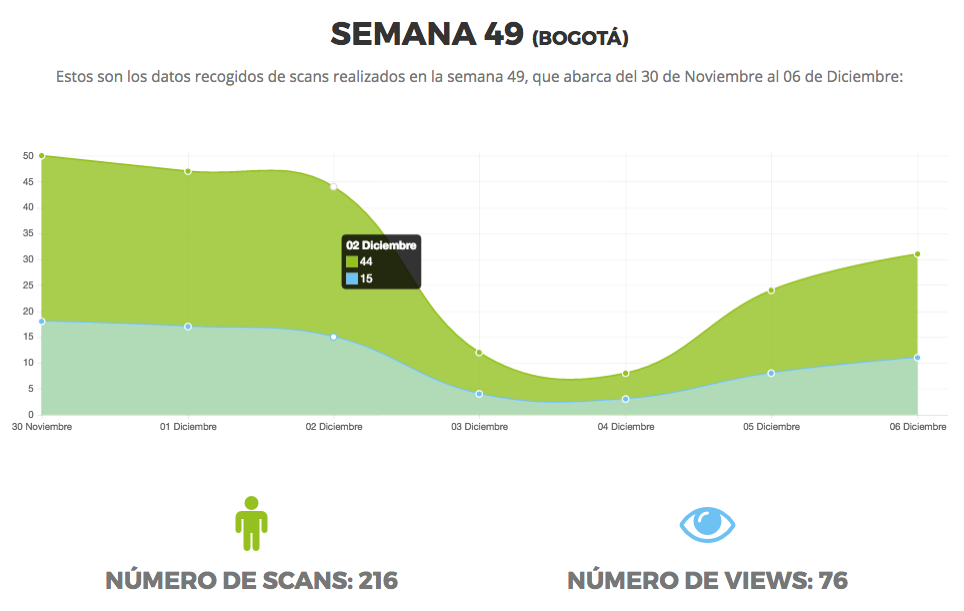 SEMANA 49 (BOGOTÁ)
Estos son los datos recogidos de scans realizados en la semana 49, que abarca del 30 de Noviembre al 06 de Diciembre:
50
45
40
35
30
25
20
15
10
5
0
02 Diciembre
44
15
30 Noviembre 01 Diciembre 02 Diciembre 03 Diciembre 04 Diciembre 05 Diciembre 06 Diciembre
NÚMERO DE SCANS: 216
NÚMERO DE VIEWS: 76